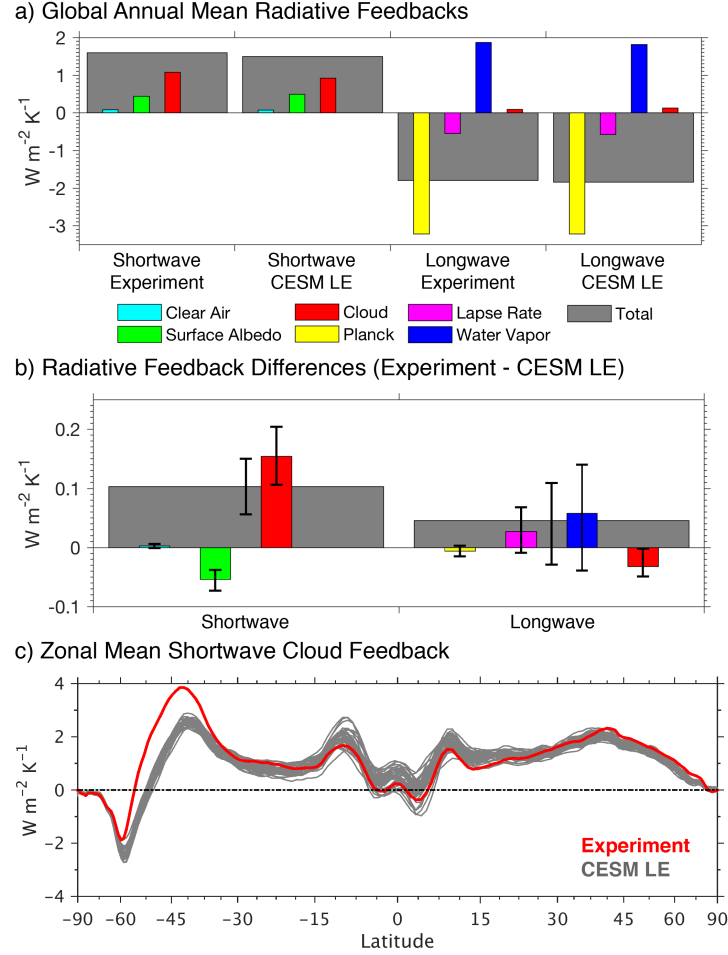 a) Global Annual Mean Radiative Feedbacks
W m⁻² K⁻¹
2
1
0
-1
-2
-3
Shortwave Experiment
Shortwave CESM LE
Longwave Experiment
Longwave CESM LE
Clear Air
Cloud
Lapse Rate
Total
Surface Albedo
Planck
Water Vapor
b) Radiative Feedback Differences (Experiment - CESM LE)
W m⁻² K⁻¹
0.2
0.1
0
-0.1
Shortwave
Longwave
c) Zonal Mean Shortwave Cloud Feedback
W m⁻² K⁻¹
4
2
0
−2
−4
Experiment
CESM LE
−90 −60 −45 −30 −15 0 15 30 45 60 90
Latitude